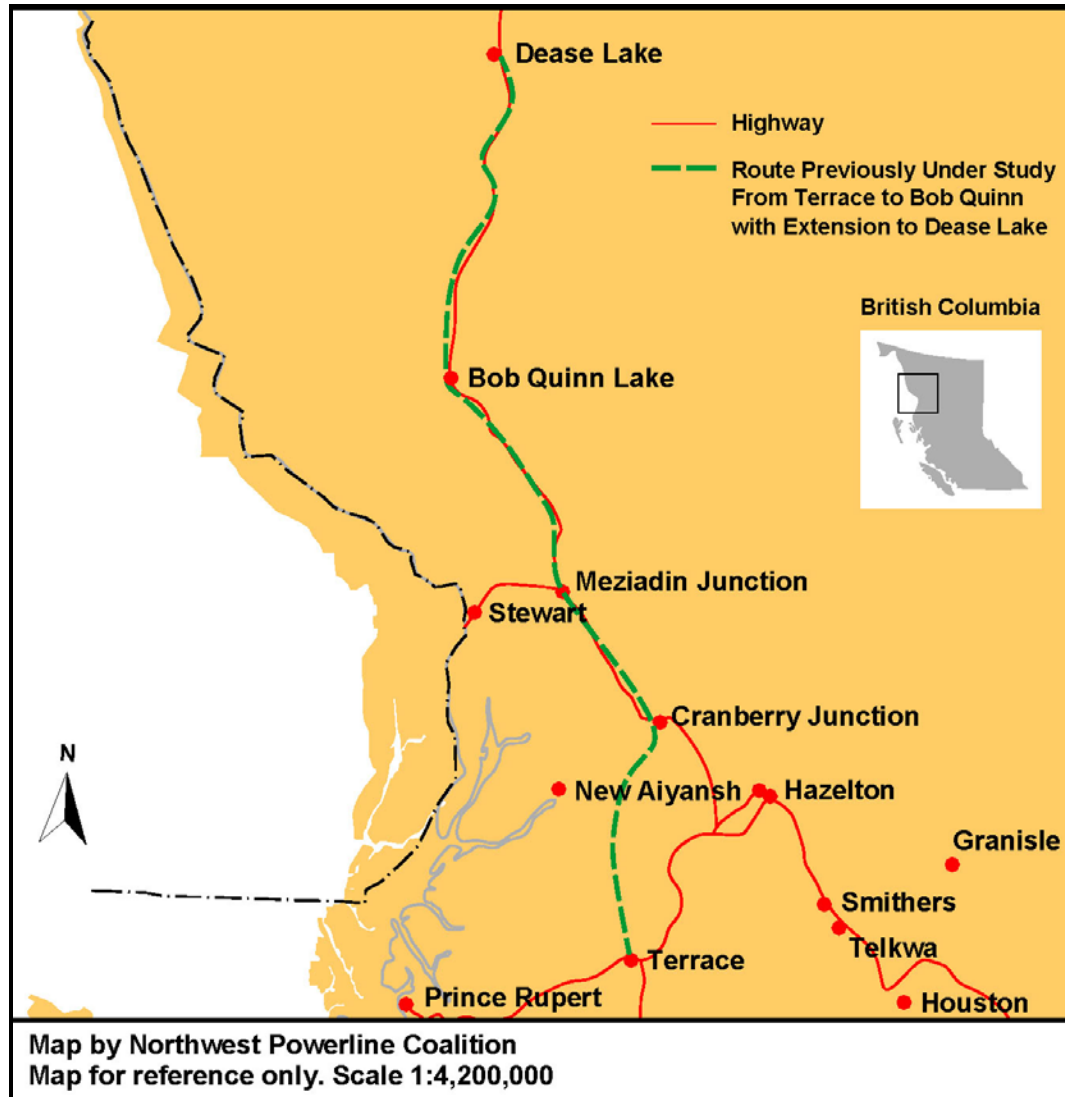 Dease Lake
Highway
Route Previously Under Study
From Terrace to Bob Quinn
with Extension to Dease Lake
British Columbia
Bob Quinn Lake
Meziadin Junction
Stewart
Cranberry Junction
N
New Aiyansh
Hazelton
Granisle
Smithers
Telkwa
Terrace
Prince Rupert
Houston
Map by Northwest Powerline Coalition
Map for reference only. Scale 1:4,200,000